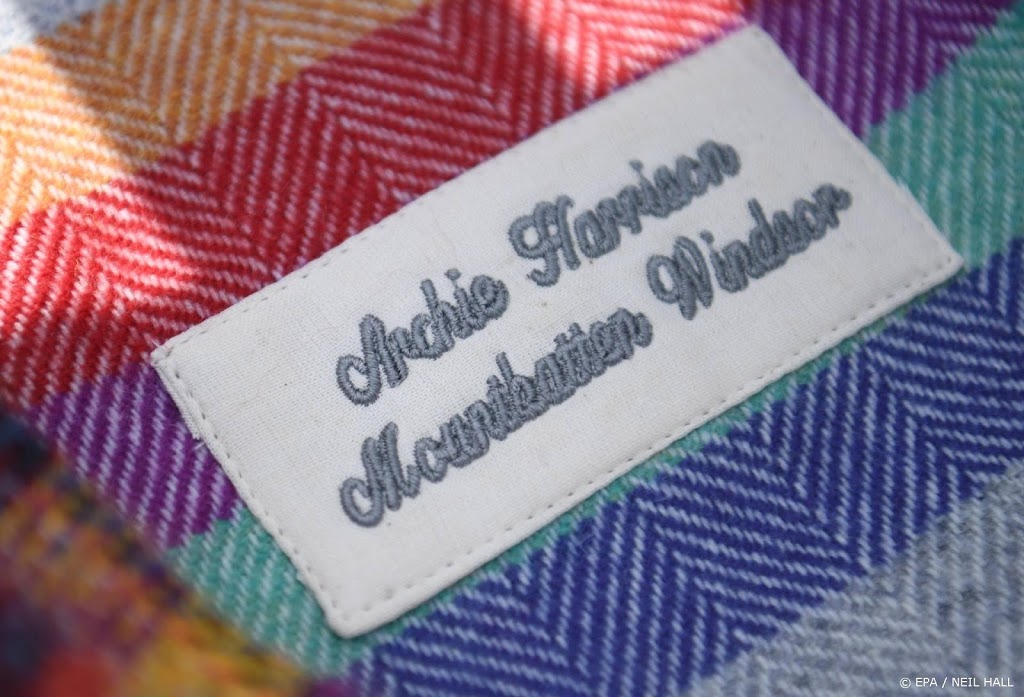 Archie Harrison
Mountbatten Windsor
© EPA / NEIL HALL